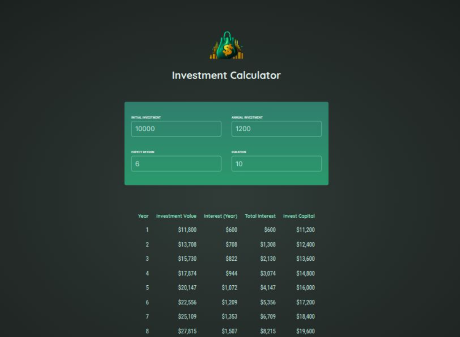 Investment Calculator
INITIAL INVESTMENT ANNUAL INVESTMENT
10000 1200
DURATION
6 10
Year Investment Value Interest (Year) Total Interest Invest Capital
1 $11,800 $600 $600 $11,200
2 $13,708 $708 $1,308 $12,400
3 $15,730 $822 $2,130 $13,600
4 $17,874 $944 $3,074 $14,800
5 $20,147 $1,072 $4,147 $16,000
6 $22,556 $1,209 $5,356 $17,200
7 $25,109 $1,353 $6,709 $18,400
8 $27,815 $1,507 $8,215 $19,600